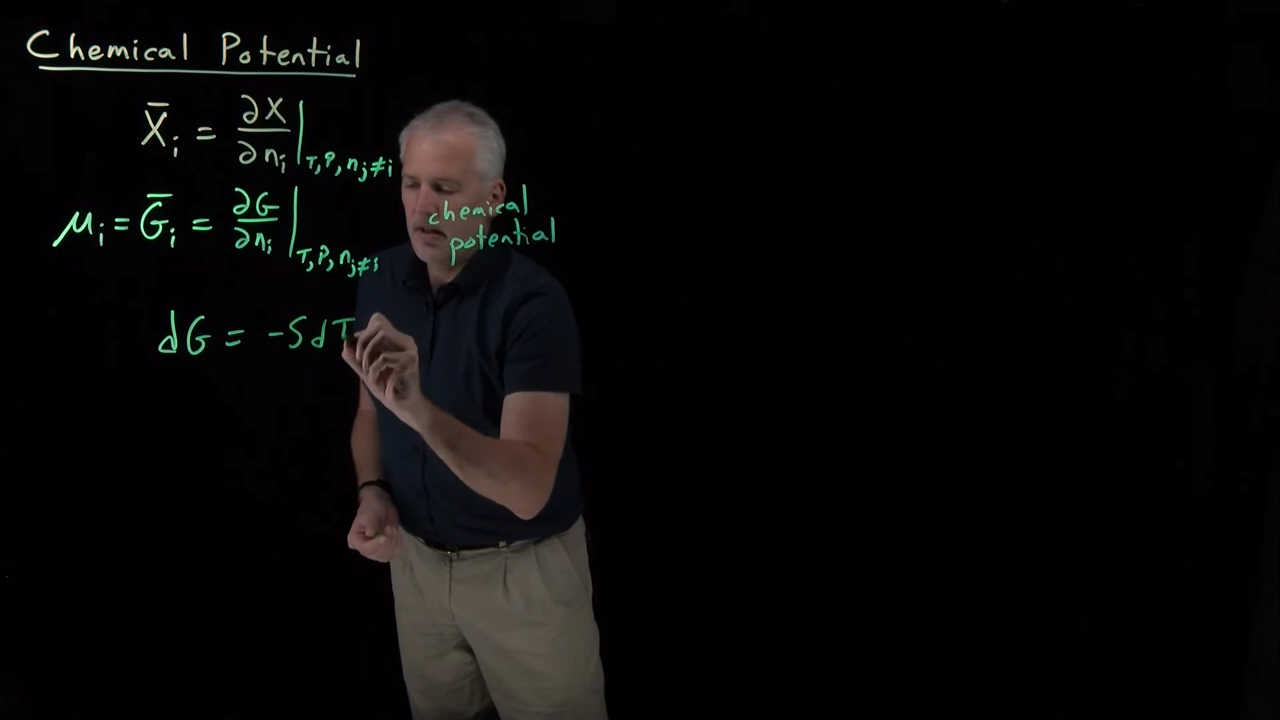 Chemical Potential
X̄ᵢ = ∂X/∂nᵢ |T, P, nⱼ≠ᵢ
μᵢ = Ḡᵢ = ∂G/∂nᵢ |T, P, nⱼ≠ᵢ
chemical
potential
dG = -SdT